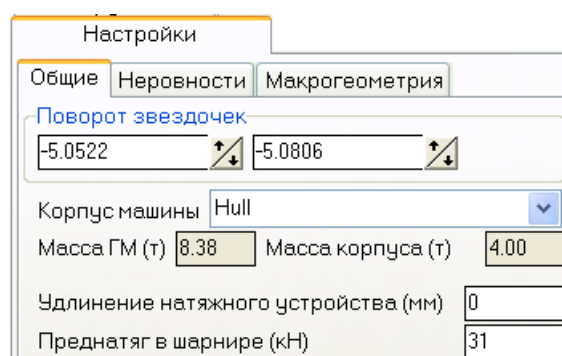 Настройки
Общие Неровности Макрогеометрия
Поворот звездочек
-5.0522 -5.0806
Корпус машины Hull
Масса ГМ (т) 8.38 Масса корпуса (т) 4.00
Удлинение натяжного устройства (мм) 0
Преднатяг в шарнире (кН) 31